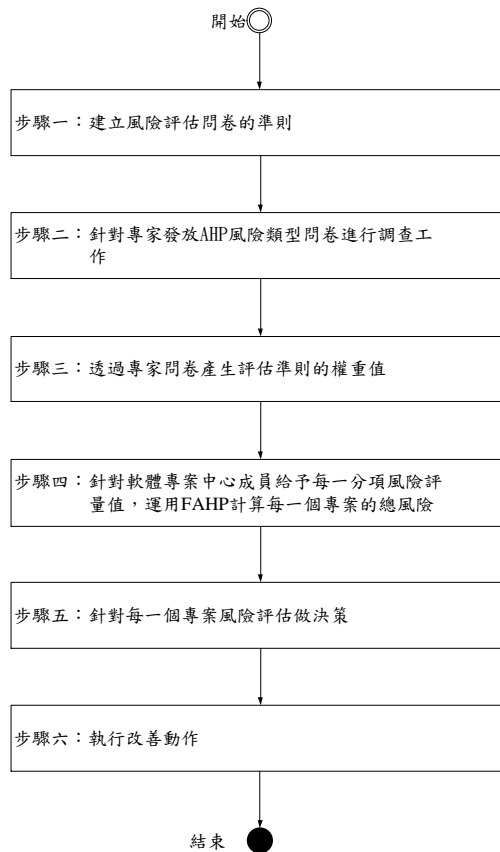 開始
步驟一：建立風險評估問卷的準則
步驟二：針對專家發放AHP風險類型問卷進行調查工
作
步驟三：透過專家問卷產生評估準則的權重值
步驟四：針對軟體專案中心成員給予每一分項風險評
量值，運用FAHP計算每一個專案的總風險
步驟五：針對每一個專案風險評估做決策
步驟六：執行改善動作
結束